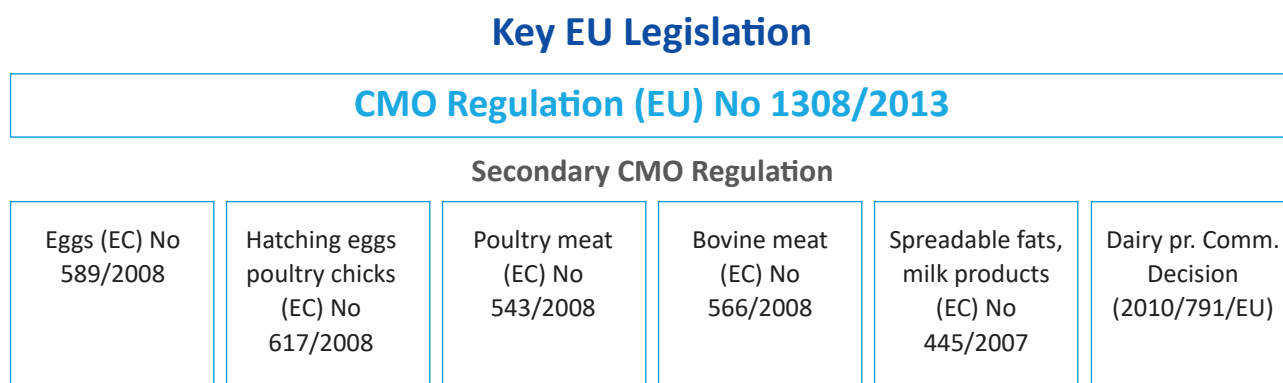 Key EU Legislation
CMO Regulation (EU) No 1308/2013
Secondary CMO Regulation
Eggs (EC) No
589/2008
Hatching eggs
poultry chicks
(EC) No
617/2008
Poultry meat
(EC) No
543/2008
Bovine meat
(EC) No
566/2008
Spreadable fats,
milk products
(EC) No
445/2007
Dairy pr. Comm.
Decision
(2010/791/EU)